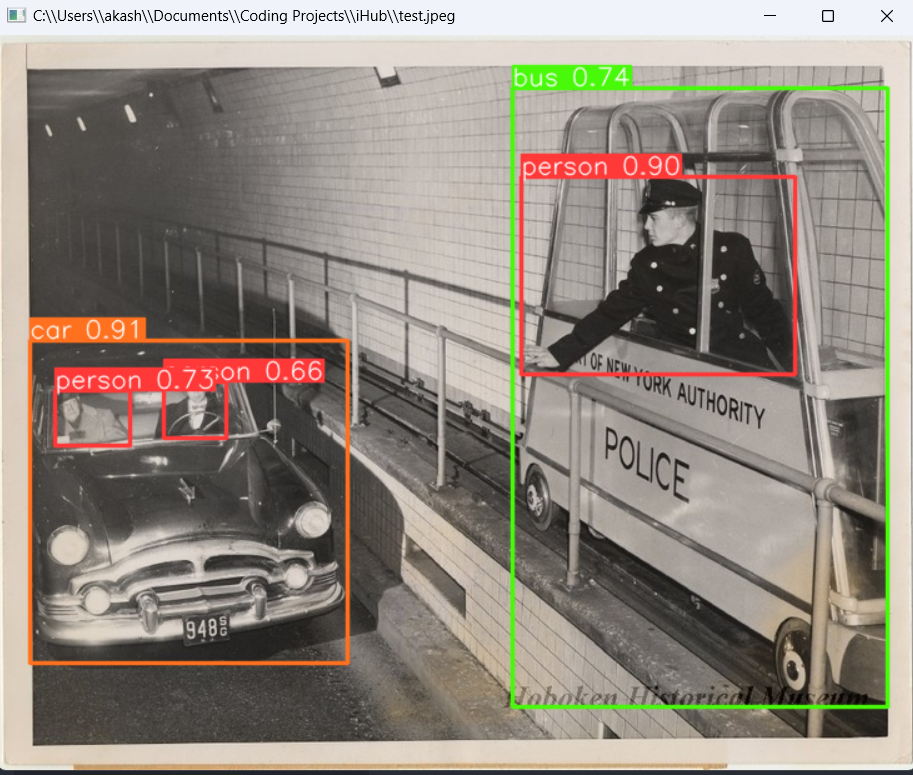 C:\\Users\\akash\\Documents\\Coding Projects\\iHub\\test.jpeg
bus 0.74
person 0.90
car 0.91
person 0.73
son 0.66
T OF NEW YORK AUTHORITY
POLICE
948
Hoboken Historical Museum